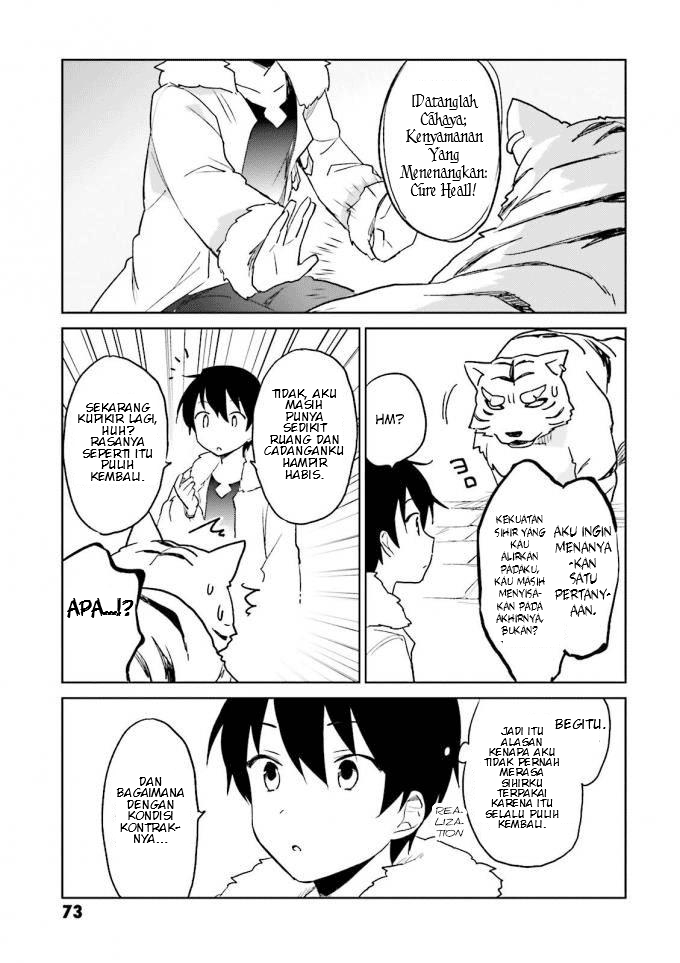 [Datanglah
Cahaya;
Kenyamanan
Yang
Menenangkan:
Cure Heal]!
HM?
AKU INGIN
MENANYA
-KAN
SATU
PERTANY-
AAN.
KEKUATAN
SIHIR YANG
KAU
ALIRKAN
PADAKU,
KAU MASIH
MENYISA-
KAN PADA
AKHIRNYA,
BUKAN?
ヨロ
TIDAK, AKU
MASIH
PUNYA
SEDIKIT
RUANG DAN
CADANGANKU
HAMPIR
HABIS.
SEKARANG
KUPIKIR LAGI,
HUH?
RASANYA
SEPERTI ITU
PULIH
KEMBALI.
APA...!?
BEGITU.
JADI ITU
ALASAN
KENAPA AKU
TIDAK PERNAH
MERASA
SIHIRKU
TERPAKAI
KARENA ITU
SELALU PULIH
KEMBALI.
REA-
LIZA-
TION
DAN
BAGAIMANA
DENGAN
KONDISI
KONTRAK-
NYA...
73